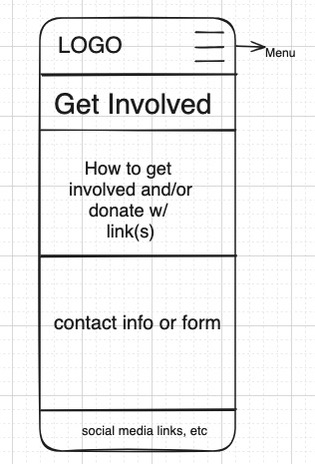 LOGO
Menu
Get Involved
How to get
involved and/or
donate w/
link(s)
contact info or form
social media links, etc